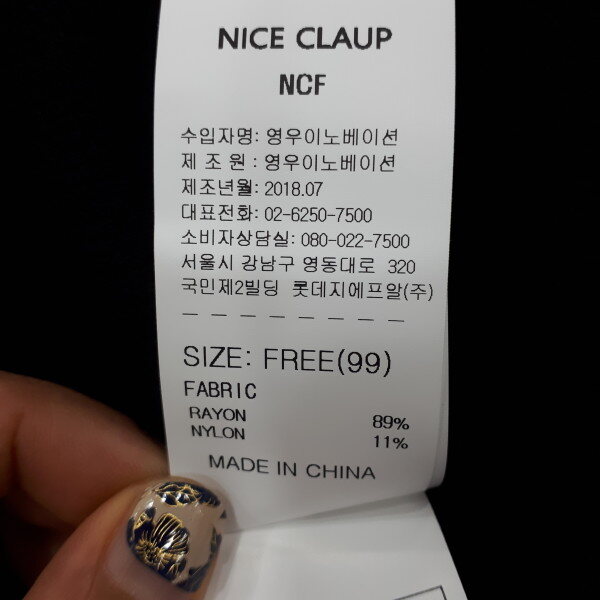 NICE CLAUP
NCF
수입자명: 영우이노베이션
제 조 원 : 영우이노베이션
제조년월: 2018.07
대표전화: 02-6250-7500
소비자상담실: 080-022-7500
서울시 강남구 영동대로 320
국민제2빌딩 롯데지에프알(주)
— — — — — — — — —
SIZE: FREE(99)
FABRIC
RAYON 89%
NYLON 11%
MADE IN CHINA